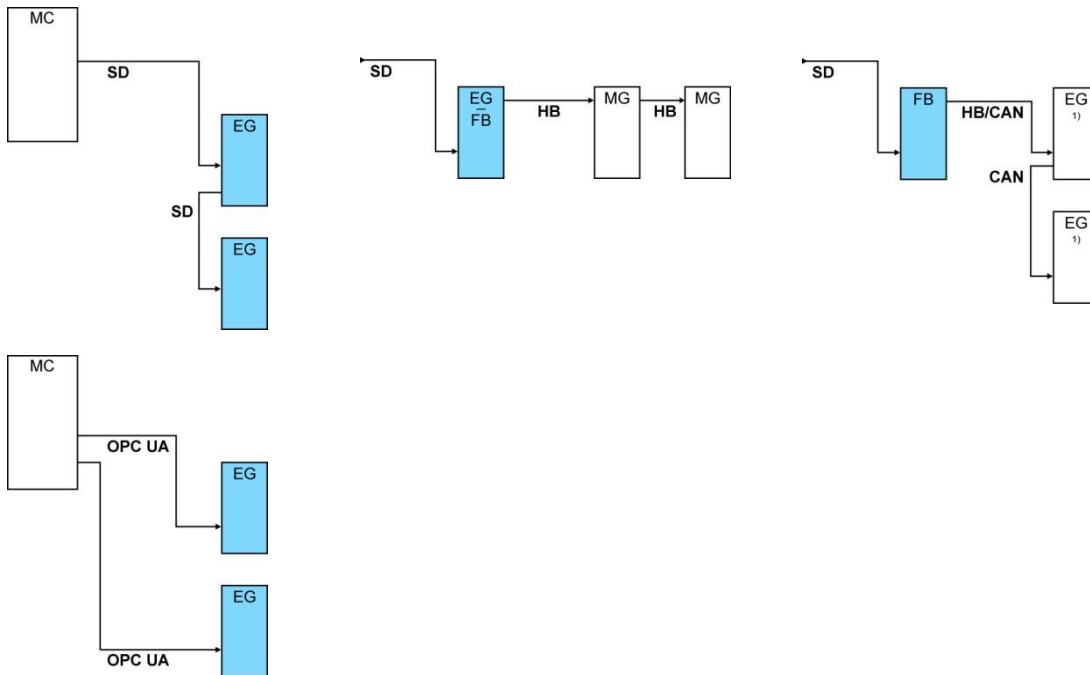 MC
SD
EG
SD
EG
SD
EG
–
FB
HB
MG
HB
MG
SD
FB
HB/CAN
EG
1)
CAN
EG
1)
MC
OPC UA
EG
EG
OPC UA